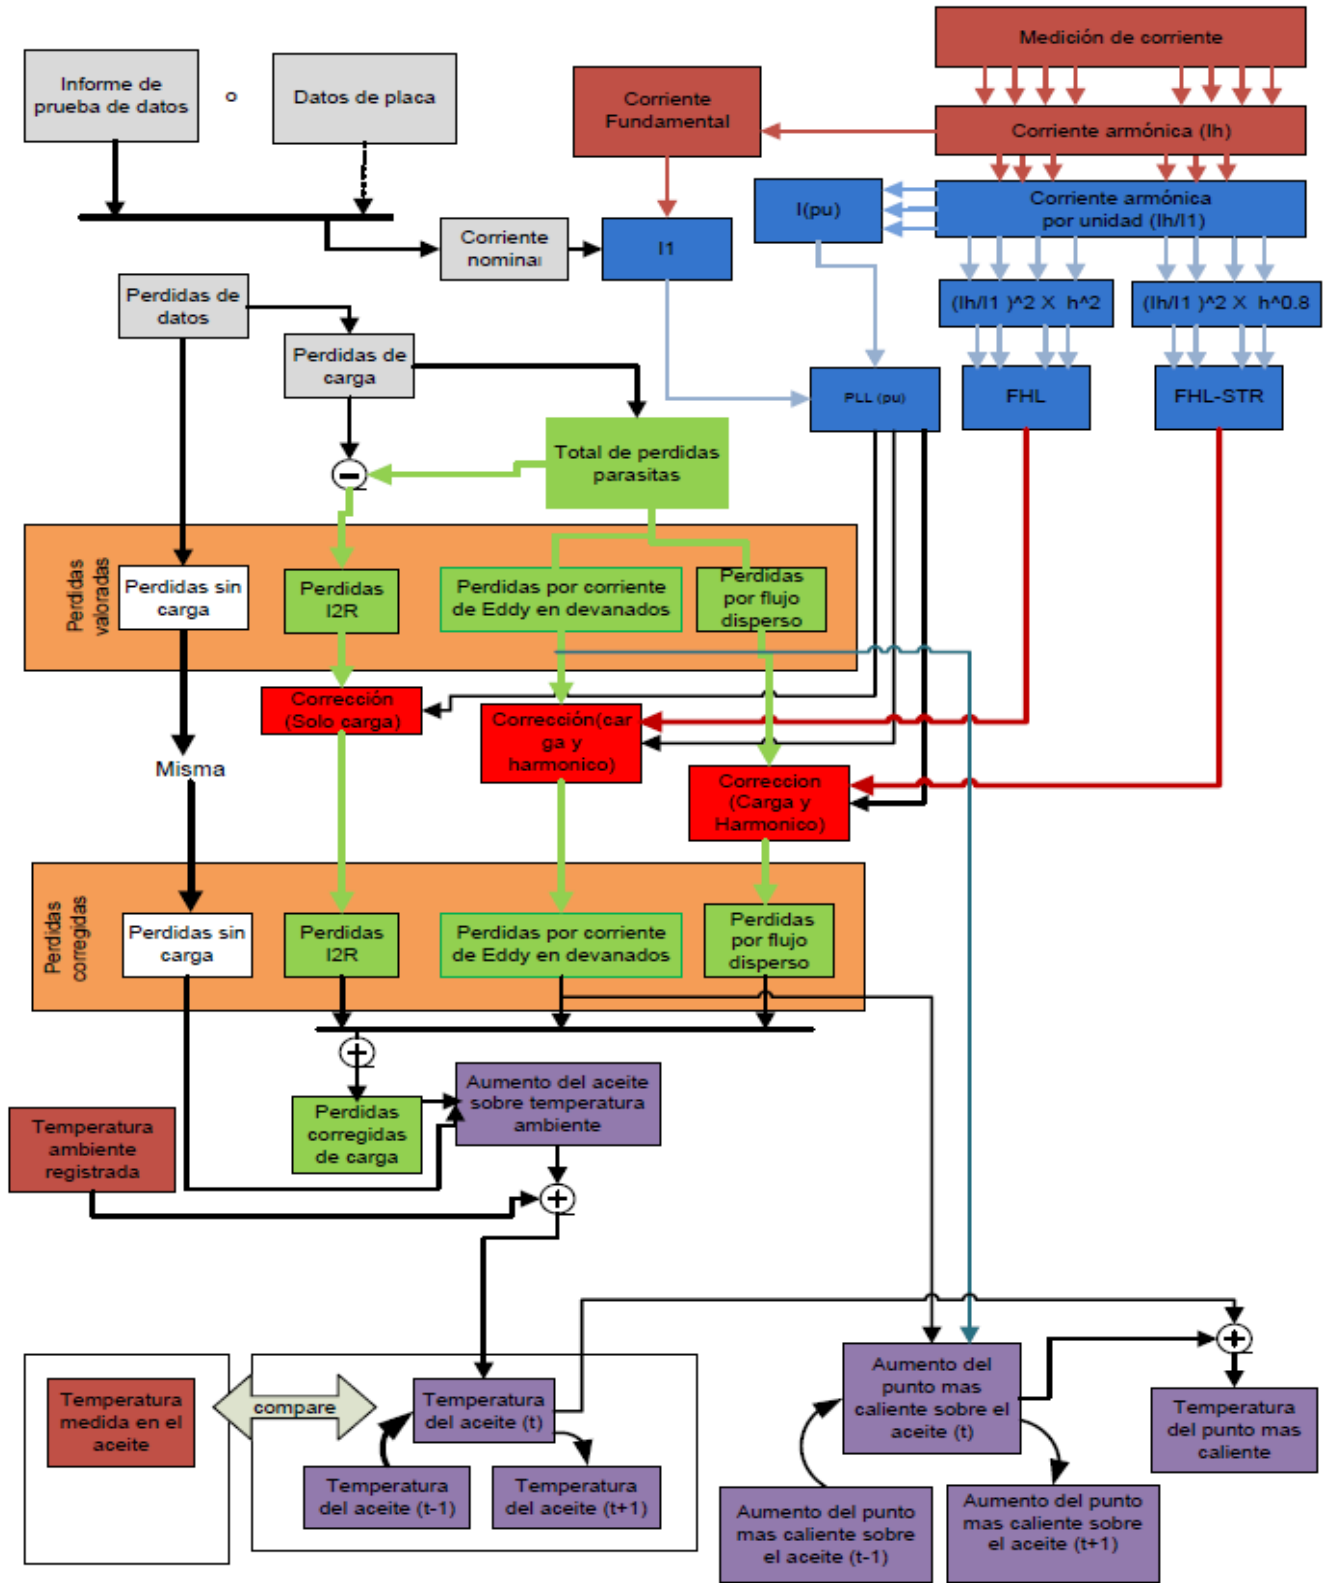 Informe de
prueba de datos
o
Datos de placa
Corriente
Fundamental
Medición de corriente
Corriente armónica (Ih)
Corriente armónica
por unidad (Ih/I1)
I(pu)
Corriente
nominal
I1
(Ih/I1 )^2 X h^2
(Ih/I1 )^2 X h^0.8
Perdidas de
datos
Perdidas de
carga
PLL (pu)
FHL
FHL-STR
Total de perdidas
parasitas
Perdidas
valoradas
Perdidas sin
carga
Perdidas
I2R
Perdidas por corriente
de Eddy en devanados
Perdidas
por flujo
disperso
Corrección
(Solo carga)
Corrección(car
ga y
harmonico)
Misma
Correccion
(Carga y
Harmonico)
Perdidas
corregidas
Perdidas sin
carga
Perdidas
I2R
Perdidas por corriente
de Eddy en devanados
Perdidas
por flujo
disperso
Aumento del aceite
sobre temperatura
ambiente
Perdidas
corregidas
de carga
Temperatura
ambiente
registrada
Temperatura
medida en el
aceite
compare
Temperatura
del aceite (t)
Temperatura
del aceite (t-1)
Temperatura
del aceite (t+1)
Aumento del
punto mas
caliente sobre el
aceite (t)
Temperatura
del punto mas
caliente
Aumento del punto
mas caliente sobre
el aceite (t-1)
Aumento del punto
mas caliente sobre
el aceite (t+1)